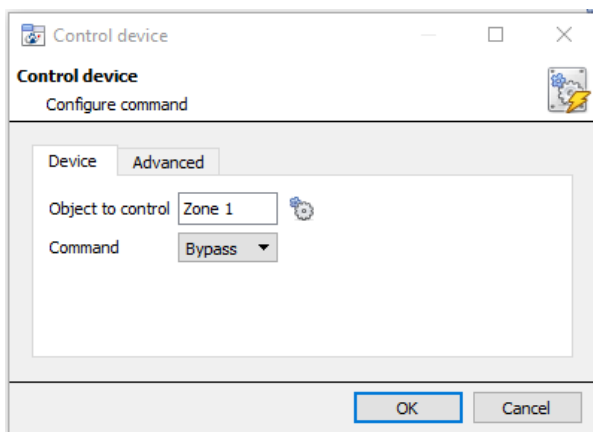 Control device
Control device
Configure command
Device Advanced
Object to control Zone 1
Command Bypass
OK Cancel